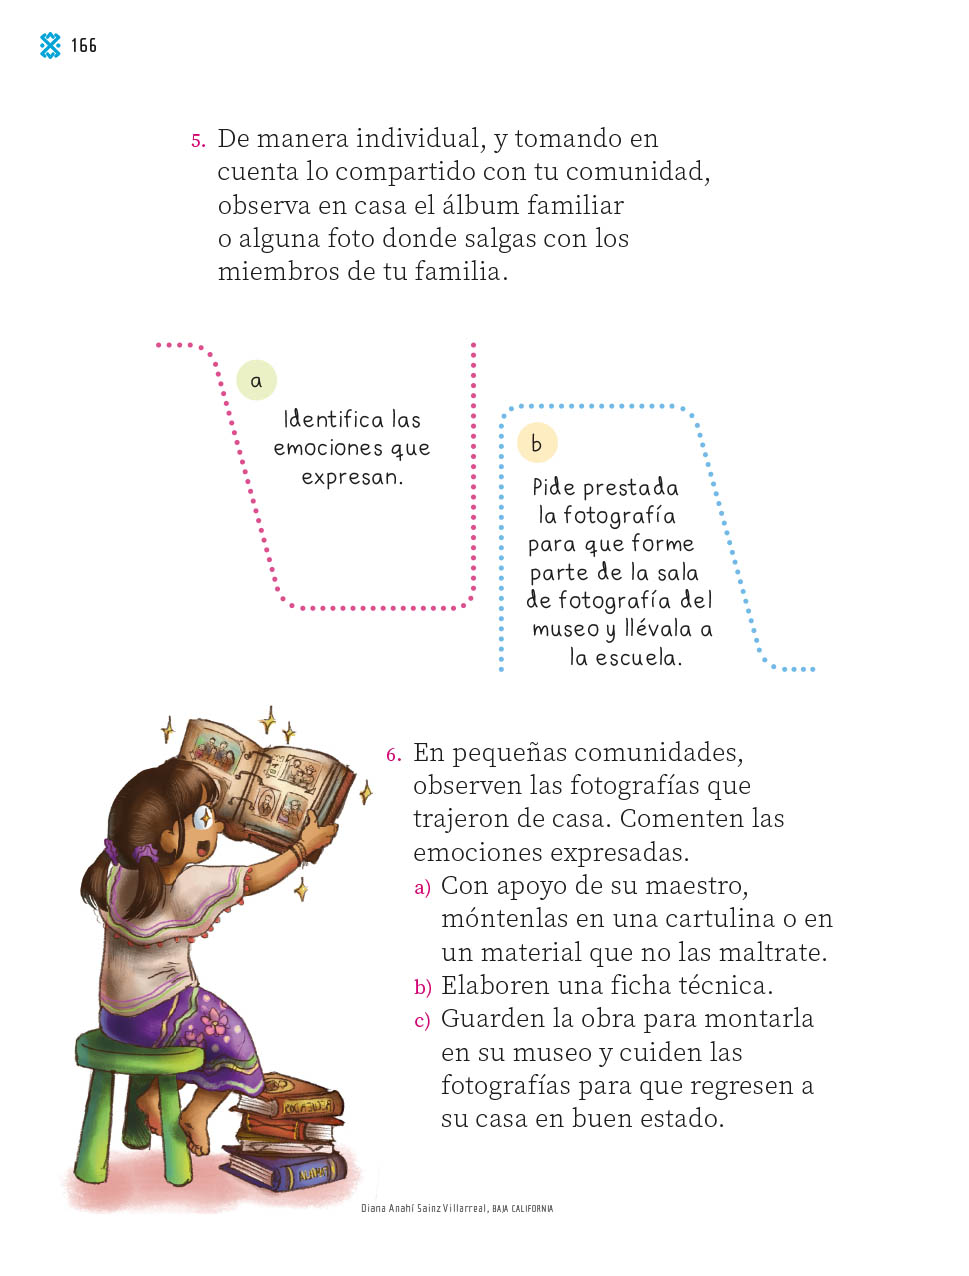 166
5. De manera individual, y tomando en
cuenta lo compartido con tu comunidad,
observa en casa el álbum familiar
o alguna foto donde salgas con los
miembros de tu familia.
a
Identifica las
emociones que
expresan.
b
Pide prestada
la fotografía
para que forme
parte de la sala
de fotografía del
museo y llévala a
la escuela.
6. En pequeñas comunidades,
observen las fotografías que
trajeron de casa. Comenten las
emociones expresadas.
a) Con apoyo de su maestro,
móntenlas en una cartulina o en
un material que no las maltrate.
b) Elaboren una ficha técnica.
c) Guarden la obra para montarla
en su museo y cuiden las
fotografías para que regresen a
su casa en buen estado.
Diana Anahí Sainz Villarreal, BAJA CALIFORNIA